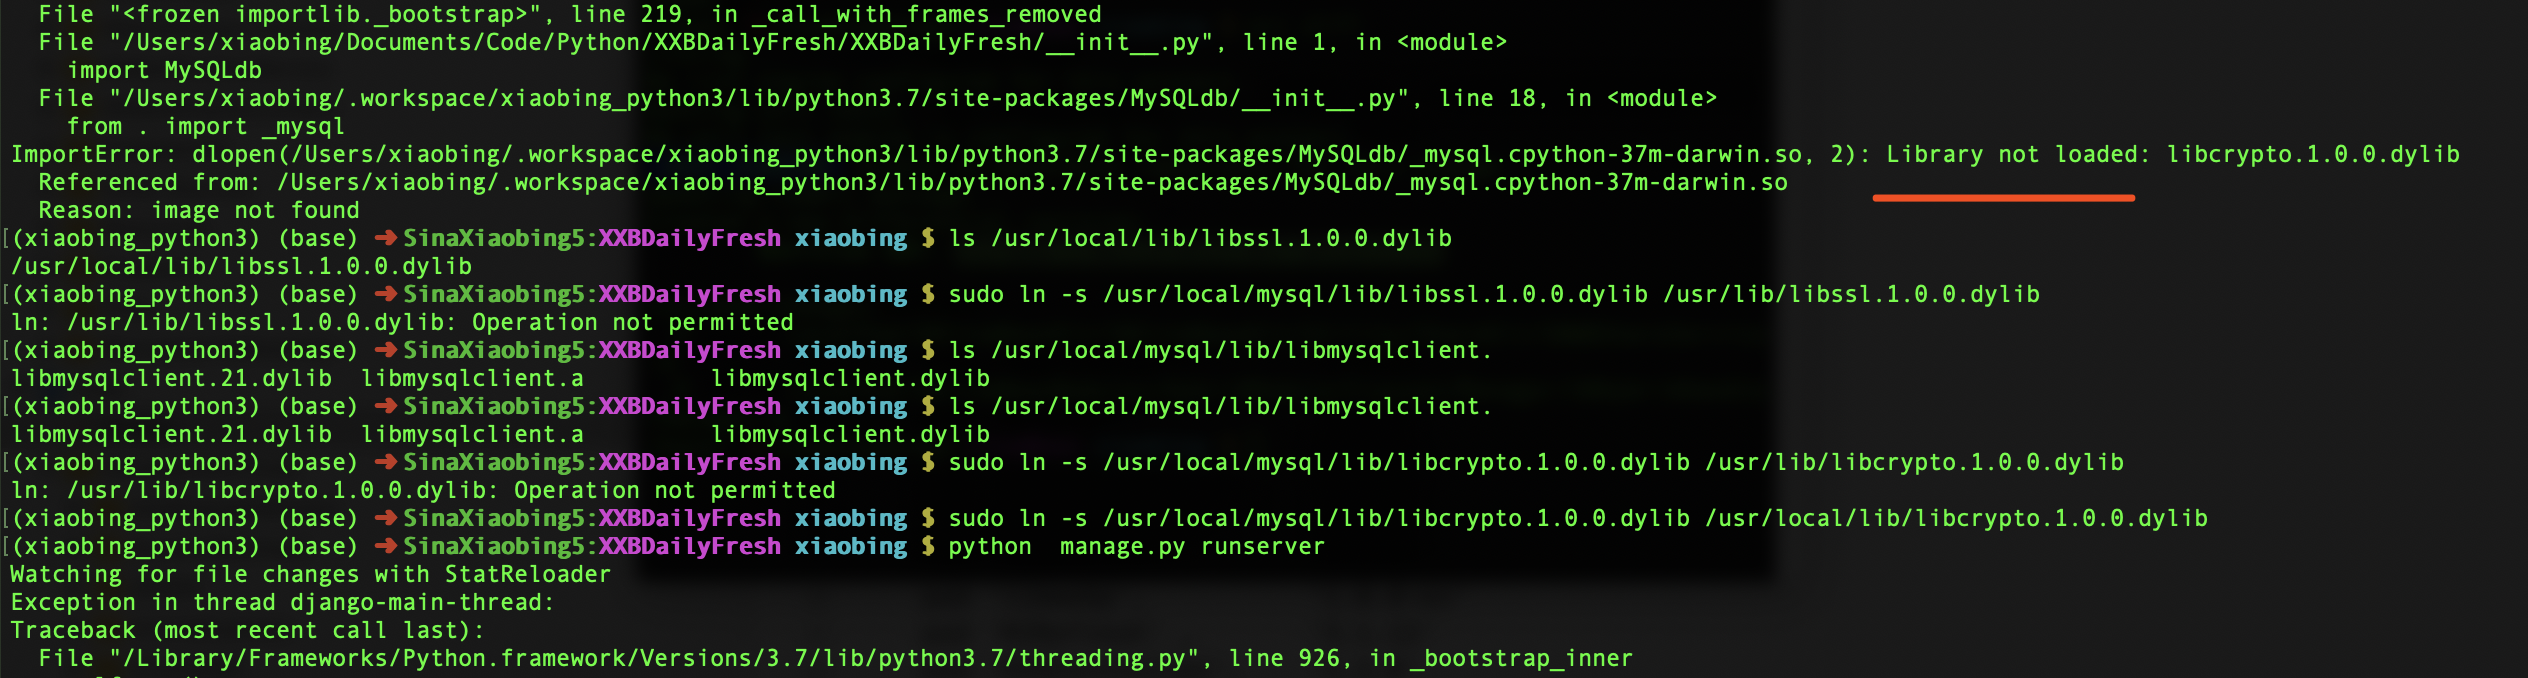 File "<frozen importlib._bootstrap>", line 219, in _call_with_frames_removed
  File "/Users/xiaobing/Documents/Code/Python/XXBDailyFresh/XXBDailyFresh/__init__.py", line 1, in <module>
    import MySQLdb
  File "/Users/xiaobing/.workspace/xiaobing_python3/lib/python3.7/site-packages/MySQLdb/__init__.py", line 18, in <module>
    from . import _mysql
ImportError: dlopen(/Users/xiaobing/.workspace/xiaobing_python3/lib/python3.7/site-packages/MySQLdb/_mysql.cpython-37m-darwin.so, 2): Library not loaded: libcrypto.1.0.0.dylib
  Referenced from: /Users/xiaobing/.workspace/xiaobing_python3/lib/python3.7/site-packages/MySQLdb/_mysql.cpython-37m-darwin.so
  Reason: image not found
[(xiaobing_python3) (base) ➜ SinaXiaobing5:XXBDailyFresh xiaobing $ ls /usr/local/lib/libssl.1.0.0.dylib
/usr/local/lib/libssl.1.0.0.dylib
[(xiaobing_python3) (base) ➜ SinaXiaobing5:XXBDailyFresh xiaobing $ sudo ln -s /usr/local/mysql/lib/libssl.1.0.0.dylib /usr/lib/libssl.1.0.0.dylib
ln: /usr/lib/libssl.1.0.0.dylib: Operation not permitted
[(xiaobing_python3) (base) ➜ SinaXiaobing5:XXBDailyFresh xiaobing $ ls /usr/local/mysql/lib/libmysqlclient.
libmysqlclient.21.dylib  libmysqlclient.a         libmysqlclient.dylib
[(xiaobing_python3) (base) ➜ SinaXiaobing5:XXBDailyFresh xiaobing $ ls /usr/local/mysql/lib/libmysqlclient.
libmysqlclient.21.dylib  libmysqlclient.a         libmysqlclient.dylib
[(xiaobing_python3) (base) ➜ SinaXiaobing5:XXBDailyFresh xiaobing $ sudo ln -s /usr/local/mysql/lib/libcrypto.1.0.0.dylib /usr/lib/libcrypto.1.0.0.dylib
ln: /usr/lib/libcrypto.1.0.0.dylib: Operation not permitted
[(xiaobing_python3) (base) ➜ SinaXiaobing5:XXBDailyFresh xiaobing $ sudo ln -s /usr/local/mysql/lib/libcrypto.1.0.0.dylib /usr/local/lib/libcrypto.1.0.0.dylib
[(xiaobing_python3) (base) ➜ SinaXiaobing5:XXBDailyFresh xiaobing $ python  manage.py runserver
Watching for file changes with StatReloader
Exception in thread django-main-thread:
Traceback (most recent call last):
  File "/Library/Frameworks/Python.framework/Versions/3.7/lib/python3.7/threading.py", line 926, in _bootstrap_inner